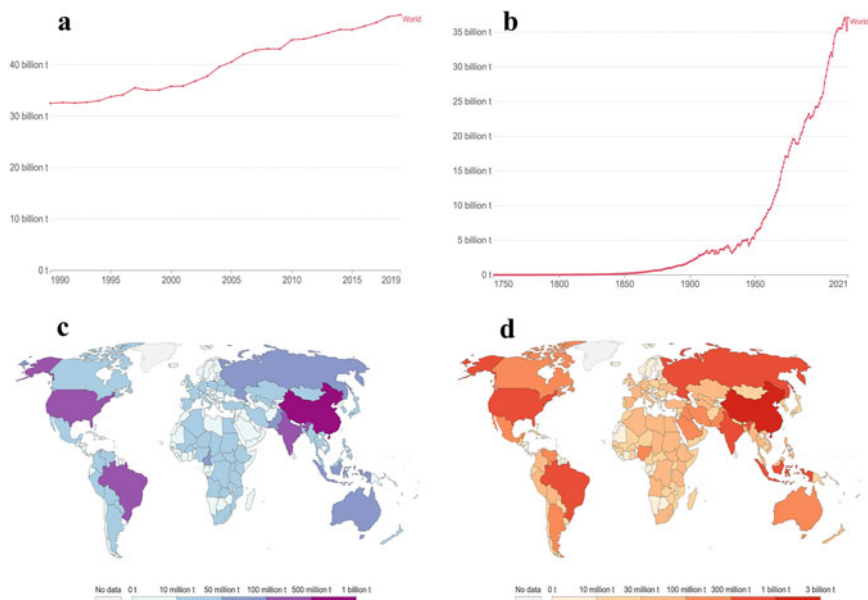 a
World
40 billion t
30 billion t
20 billion t
10 billion t
0 t
1990 1995 2000 2005 2010 2015 2019
b
World
35 billion t
30 billion t
25 billion t
20 billion t
15 billion t
10 billion t
5 billion t
0 t
1750 1800 1850 1900 1950 2021
c
No data 0 t 10 million t 50 million t 100 million t 500 million t 1 billion t
d
No data 0 t 10 million t 30 million t 100 million t 300 million t 1 billion t 3 billion t